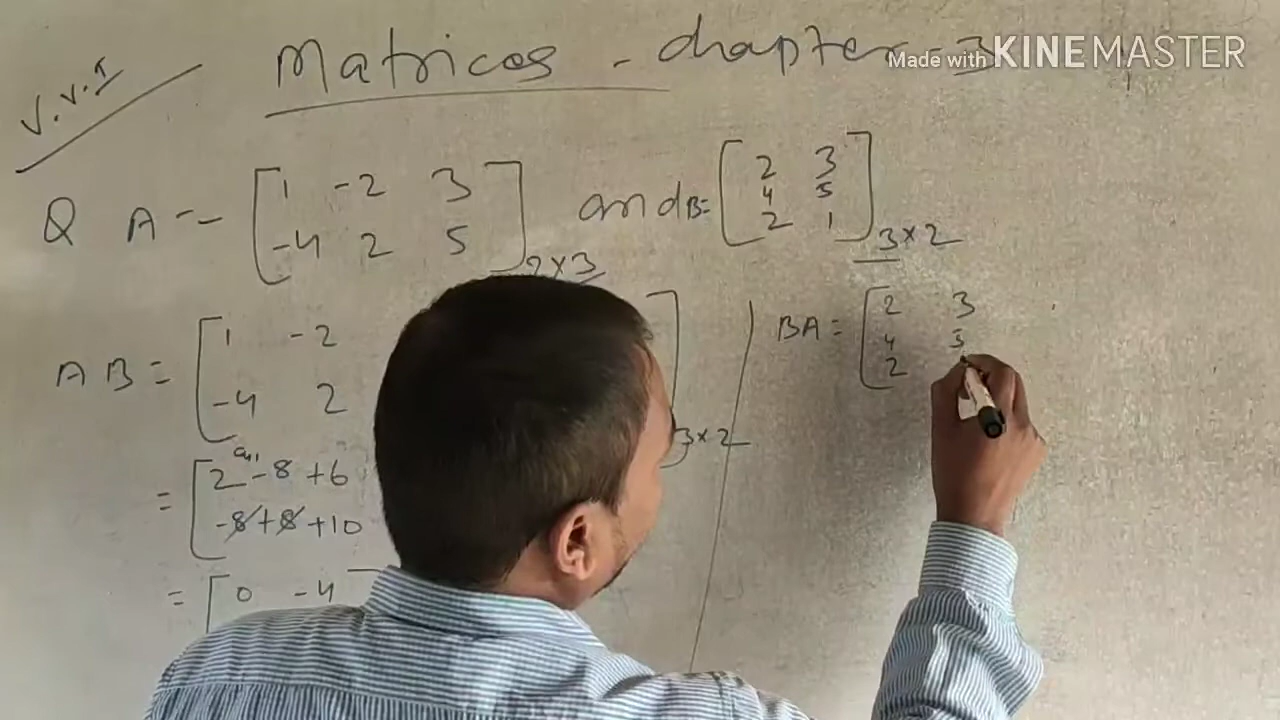 Made with KINEMASTER
Matrices - chapter - 3
V.V.I
Q A = [1 -2 3
-4 2 5] 2×3 and B = [2 3
4 5
2 1] 3×2
AB = [1 -2
-4 2 ] 3×2
= [2 -8 +6
-8+8+10
= [0 -4
BA = [2 3
4 5
2